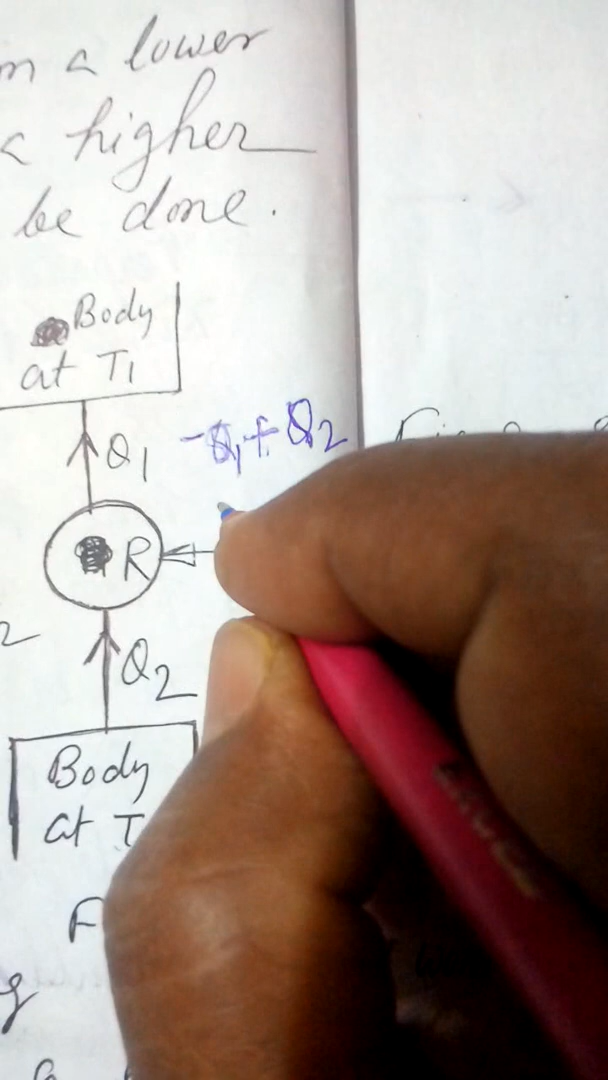 m a lower
a higher
be done.
Body
at T1
-Q1+Q2
Q1
R
Q2
Body
at T
F
g